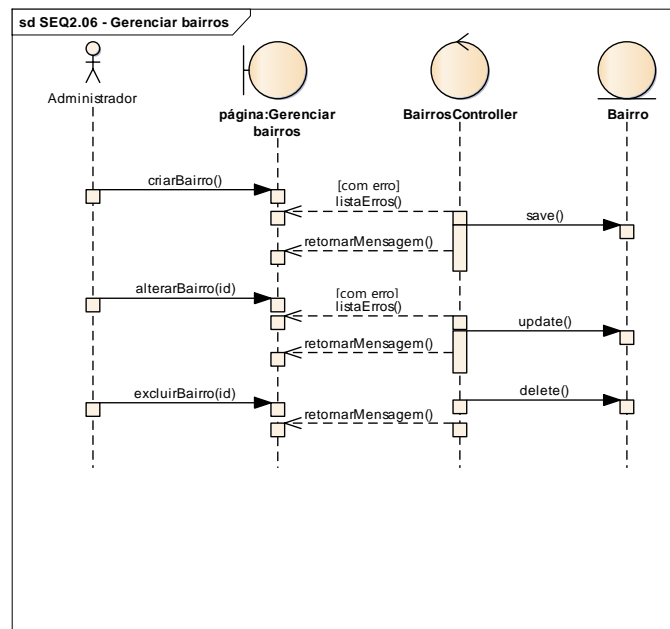 sd SEQ2.06 - Gerenciar bairros
Administrador
página:Gerenciar
bairros
BairrosController
Bairro
criarBairro()
[com erro]
listaErros()
save()
retornarMensagem()
alterarBairro(id)
[com erro]
listaErros()
update()
retornarMensagem()
excluirBairro(id)
delete()
retornarMensagem()